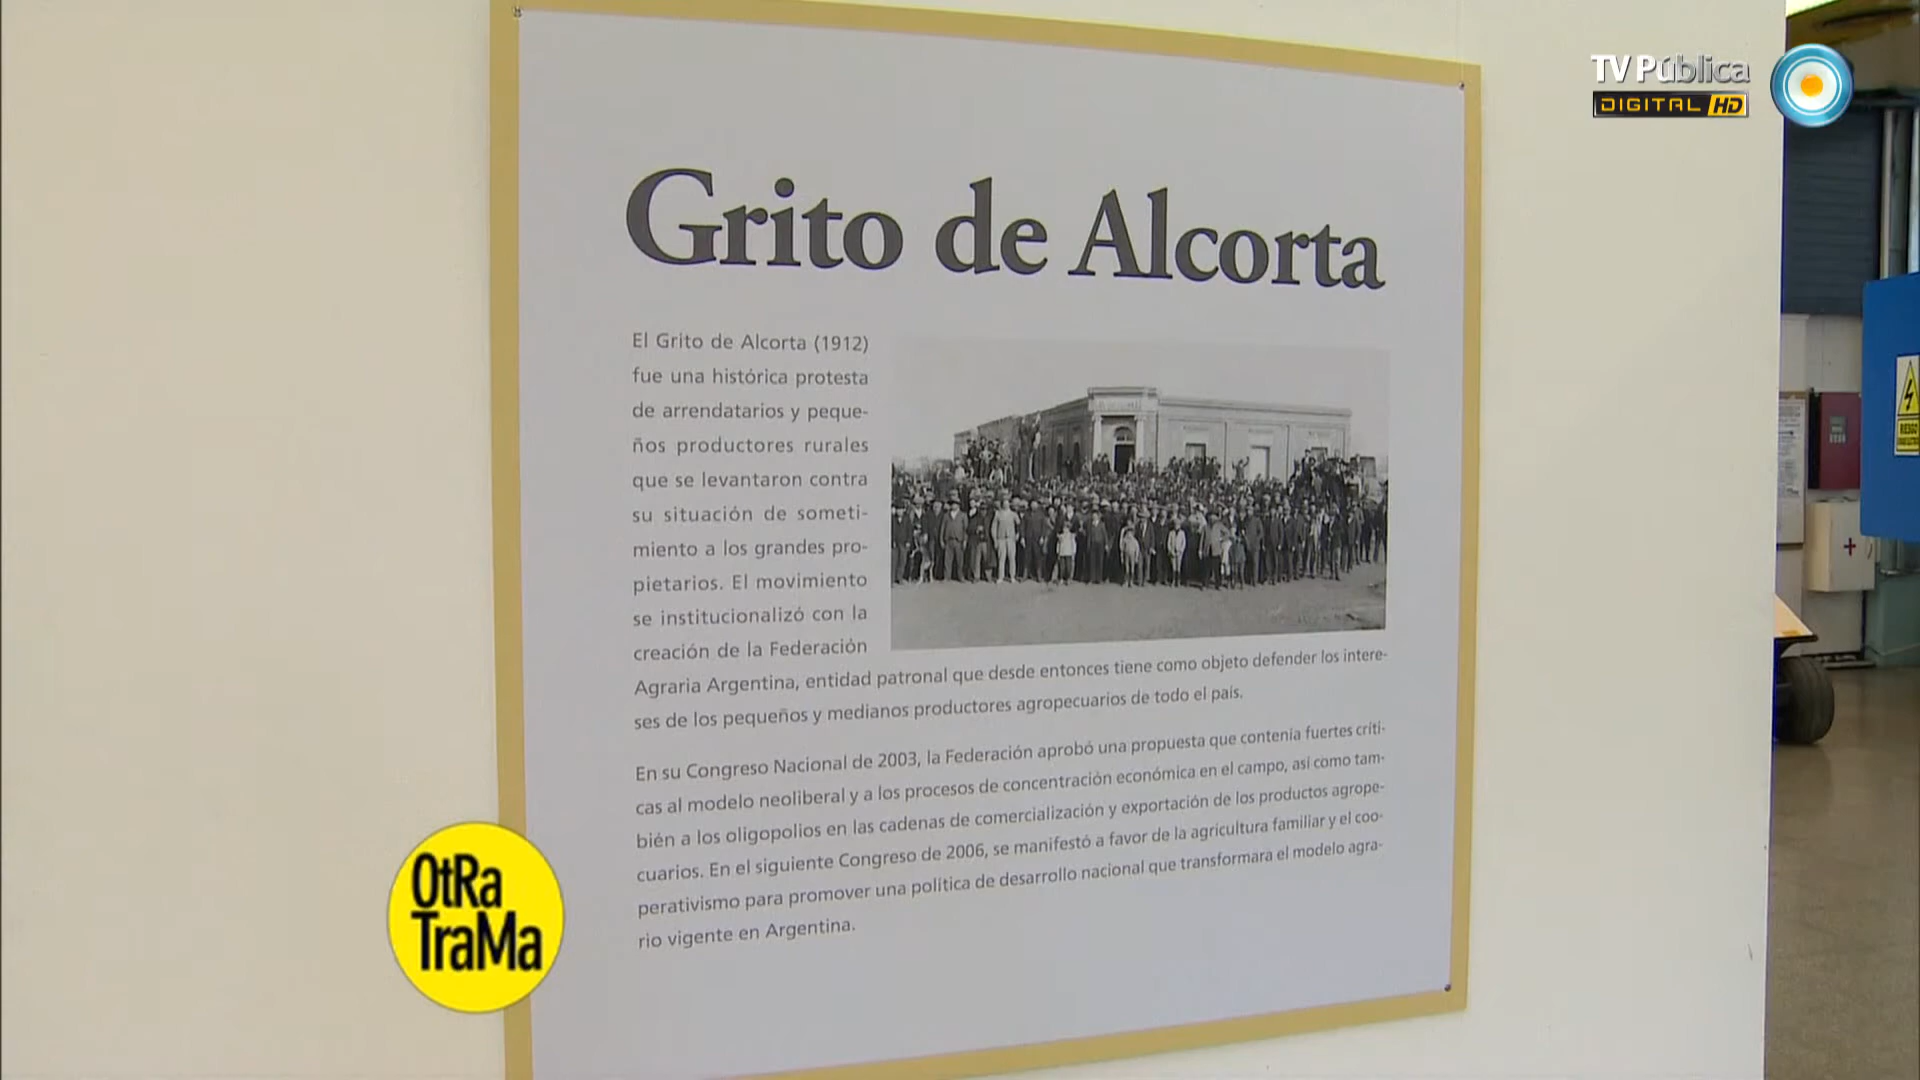 TV Pública
DIGITAL HD
Grito de Alcorta
El Grito de Alcorta (1912)
fue una histórica protesta
de arrendatarios y peque-
ños productores rurales
que se levantaron contra
su situación de someti-
miento a los grandes pro-
pietarios. El movimiento
se institucionalizó con la
creación de la Federación
Agraria Argentina, entidad patronal que desde entonces tiene como objeto defender los intere-
ses de los pequeños y medianos productores agropecuarios de todo el país.
En su Congreso Nacional de 2003, la Federación aprobó una propuesta que contenía fuertes críti-
cas al modelo neoliberal y a los procesos de concentración económica en el campo, así como tam-
bién a los oligopolios en las cadenas de comercialización y exportación de los productos agrope-
cuarios. En el siguiente Congreso de 2006, se manifestó a favor de la agricultura familiar y el coo-
perativismo para promover una política de desarrollo nacional que transformara el modelo agra-
rio vigente en Argentina.
OtRa
TraMa
RIESGO